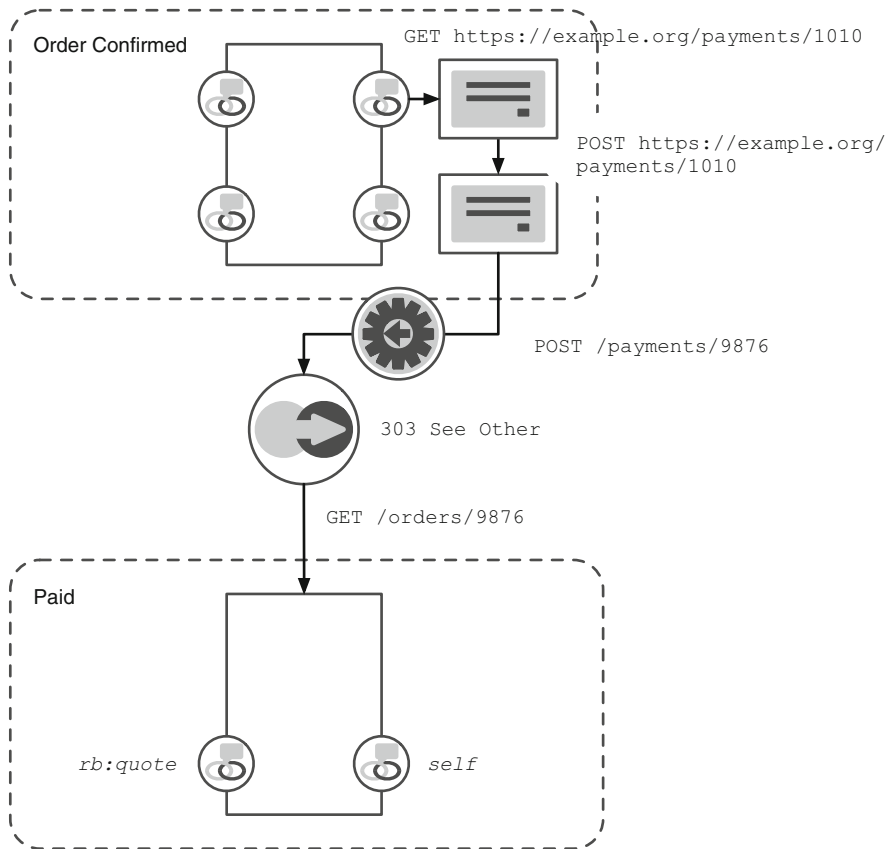 Order Confirmed
GET https://example.org/payments/1010
POST https://example.org/
payments/1010
POST /payments/9876
303 See Other
GET /orders/9876
Paid
rb:quote
self